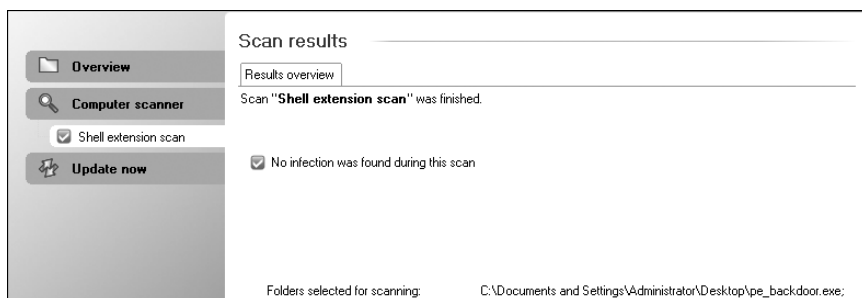 Scan results
Overview
Results overview
Computer scanner
Scan "Shell extension scan" was finished.
Shell extension scan
No infection was found during this scan
Update now
Folders selected for scanning: C:\Documents and Settings\Administrator\Desktop\pe_backdoor.exe;